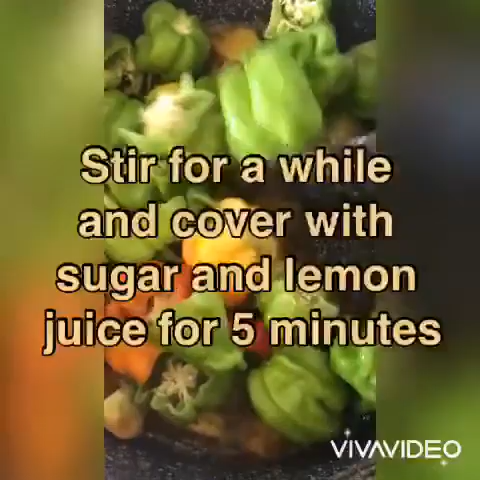 Stir for a while
and cover with
sugar and lemon
juice for 5 minutes
VIVAVIDEO